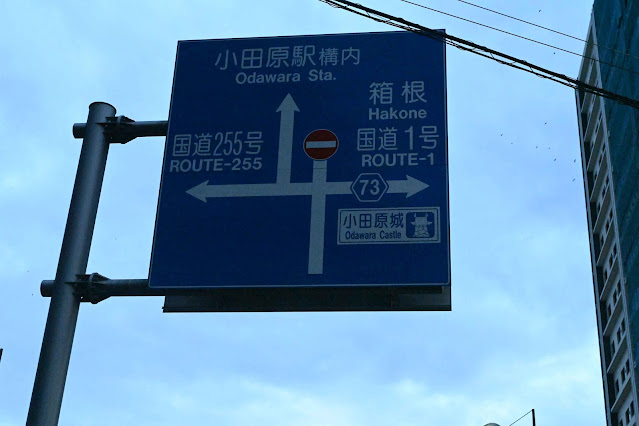 小田原駅構内
Odawara Sta.
箱根
Hakone
国道255号
ROUTE-255
国道1号
ROUTE-1
73
小田原城
Odawara Castle